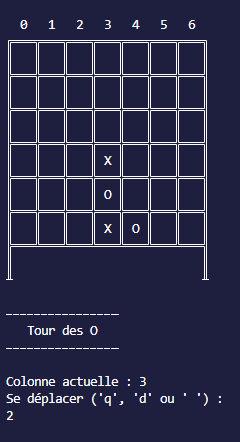 0 1 2 3 4 5 6
X
O
X O
Tour des O
Colonne actuelle : 3
Se déplacer ('q', 'd' ou ' ') :
2